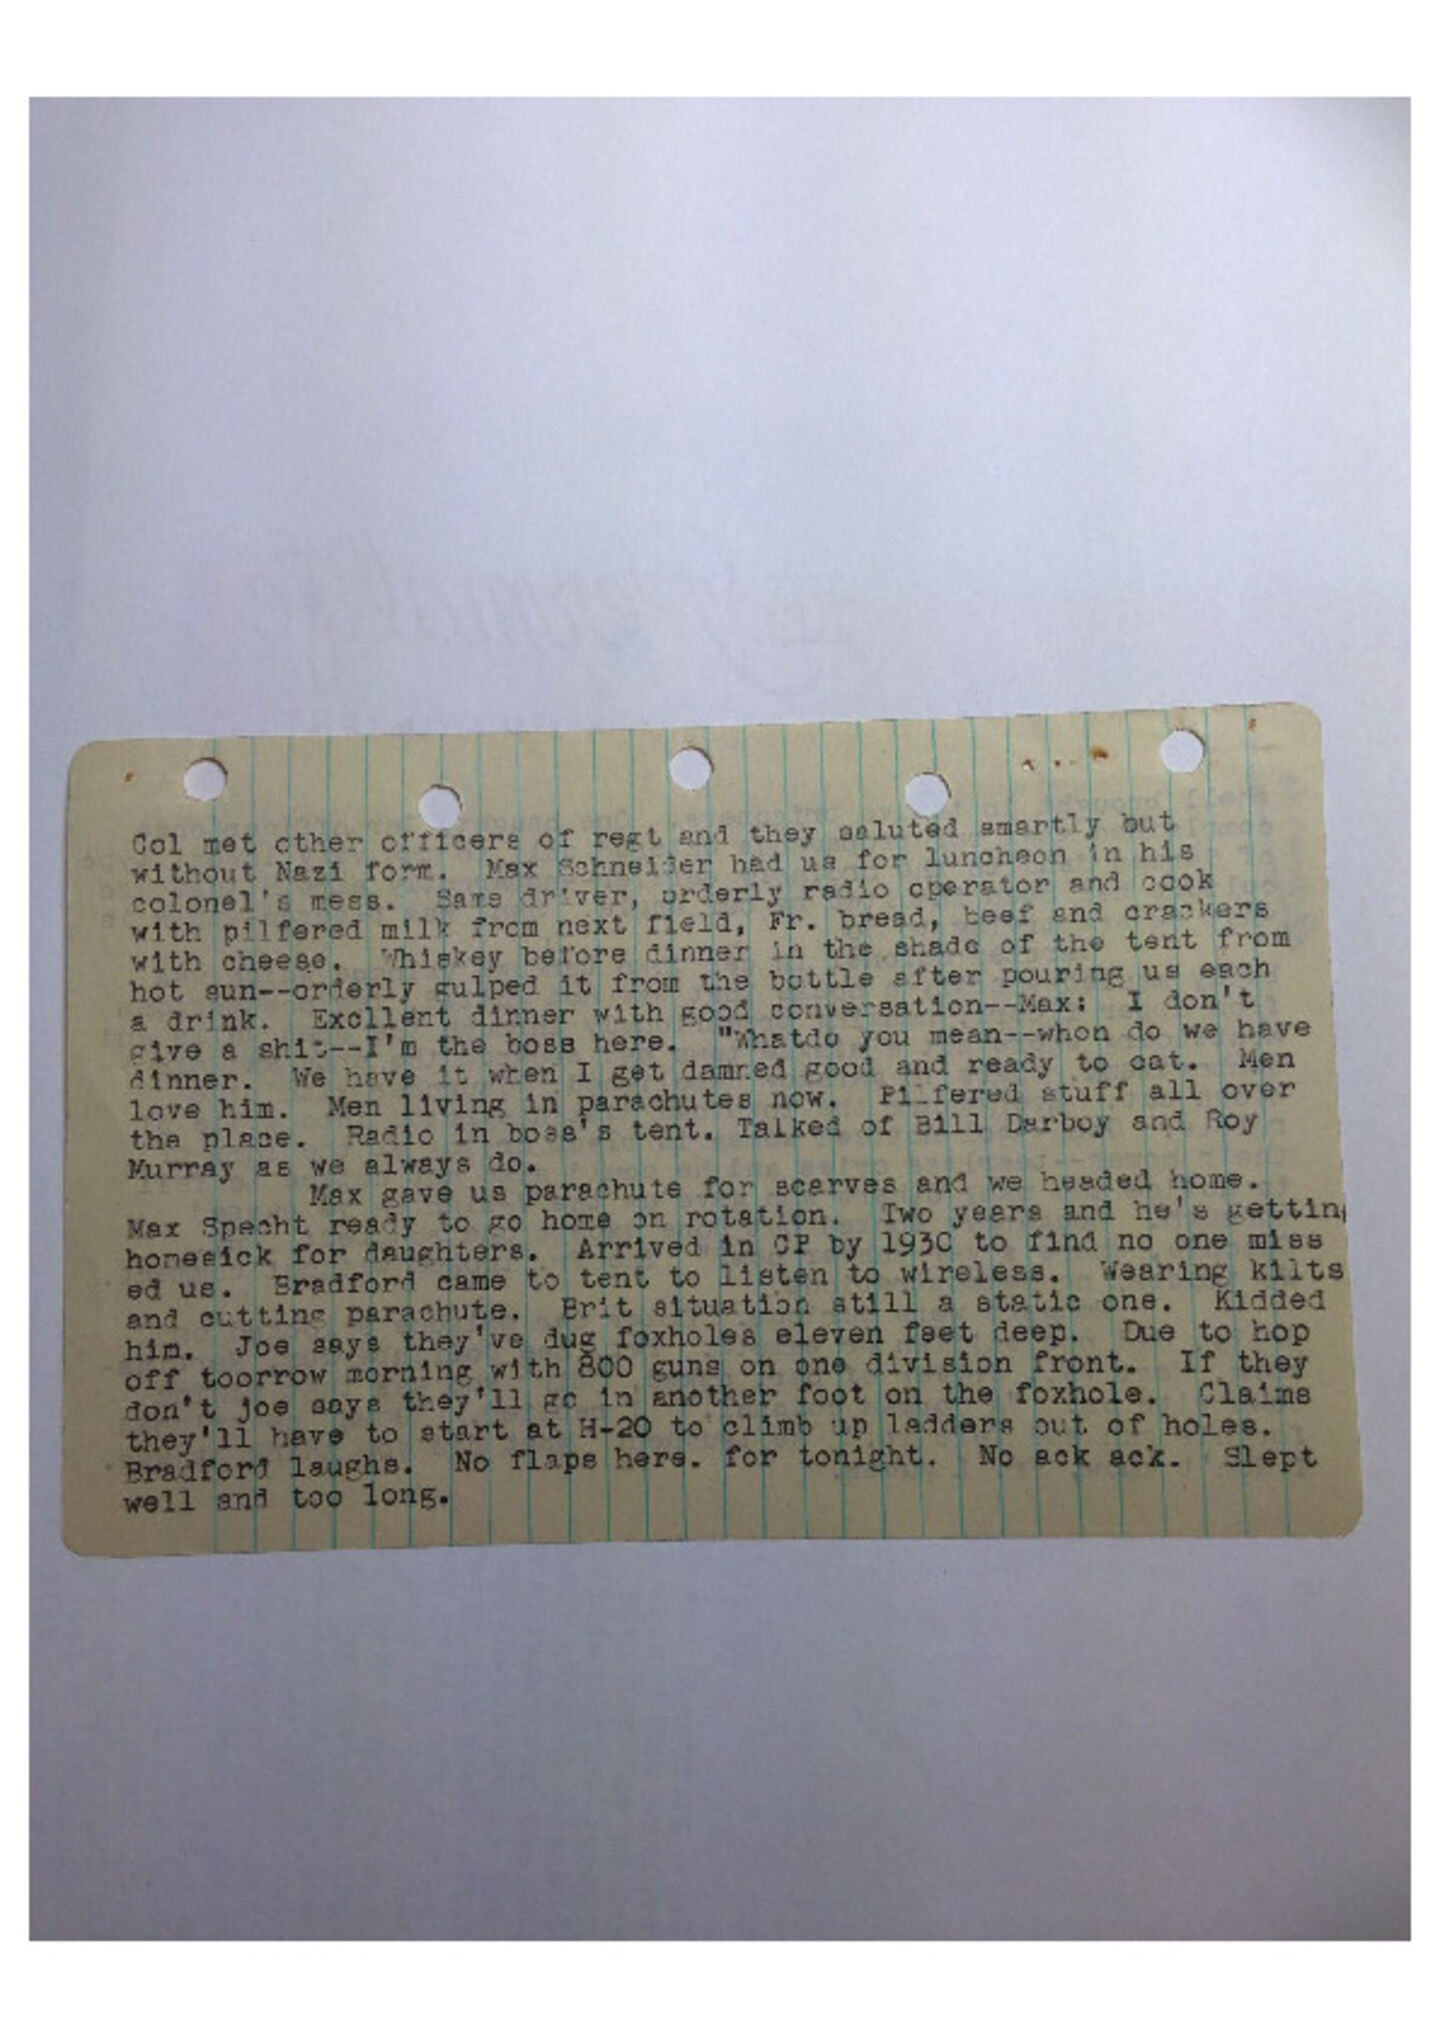 Col met other officers of regt and they saluted smartly but
without Nazi form. Max Schneider had us for luncheon in his
colonel's mess. Same driver, orderly radio operator and cook
with pilfered milk from next field, Fr. bread, beef and crackers
with cheese. Whiskey before dinner in the shade of the tent from
hot sun--orderly gulped it from the bottle after pouring us each
a drink. Excllent dinner with good conversation--Max: I don't
give a shit--I'm the boss here. "Whatdo you mean--when do we have
dinner. We have it when I get damned good and ready to eat. Men
love him. Men living in parachutes now. Pilfered stuff all over
the place. Radio in boss's tent. Talked of Bill Darboy and Roy
Murray as we always do.
Max gave us parachute for scarves and we headed home.
Max Specht ready to go home on rotation. Two years and he's getting
homesick for daughters. Arrived in CP by 1930 to find no one miss
ed us. Bradford came to tent to listen to wireless. Wearing kilts
and cutting parachute. Brit situation still a static one. Kidded
him. Joe says they've dug foxholes eleven feet deep. Due to hop
off toorrow morning with 800 guns on one division front. If they
don't joe says they'll go in another foot on the foxhole. Claims
they'll have to start at H-20 to climb up ladders out of holes.
Bradford laughs. No flaps here. for tonight. No ack ack. Slept
well and too long.